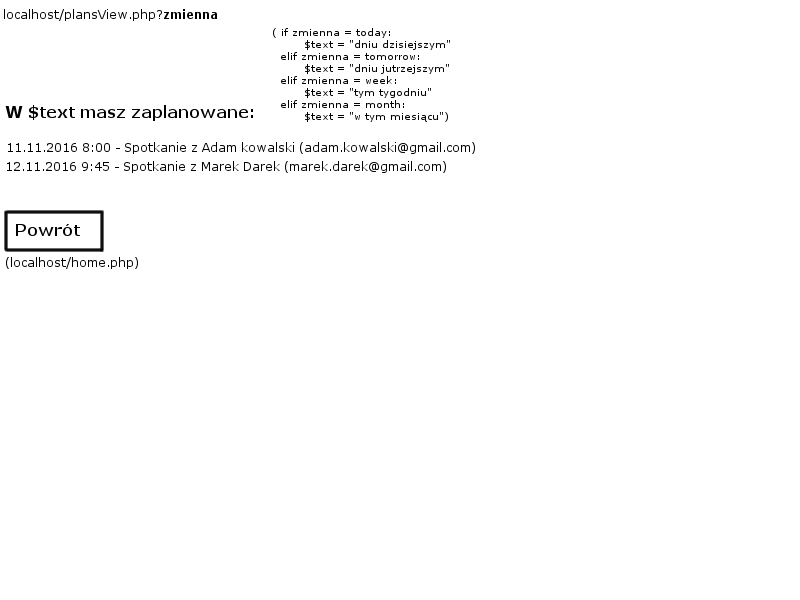 localhost/plansView.php?zmienna
( if zmienna = today:
$text = "dniu dzisiejszym"
elif zmienna = tomorrow:
$text = "dniu jutrzejszym"
elif zmienna = week:
$text = "tym tygodniu"
elif zmienna = month:
$text = "w tym miesiącu")
W $text masz zaplanowane:
11.11.2016 8:00 - Spotkanie z Adam kowalski (adam.kowalski@gmail.com)
12.11.2016 9:45 - Spotkanie z Marek Darek (marek.darek@gmail.com)
Powrót
(localhost/home.php)